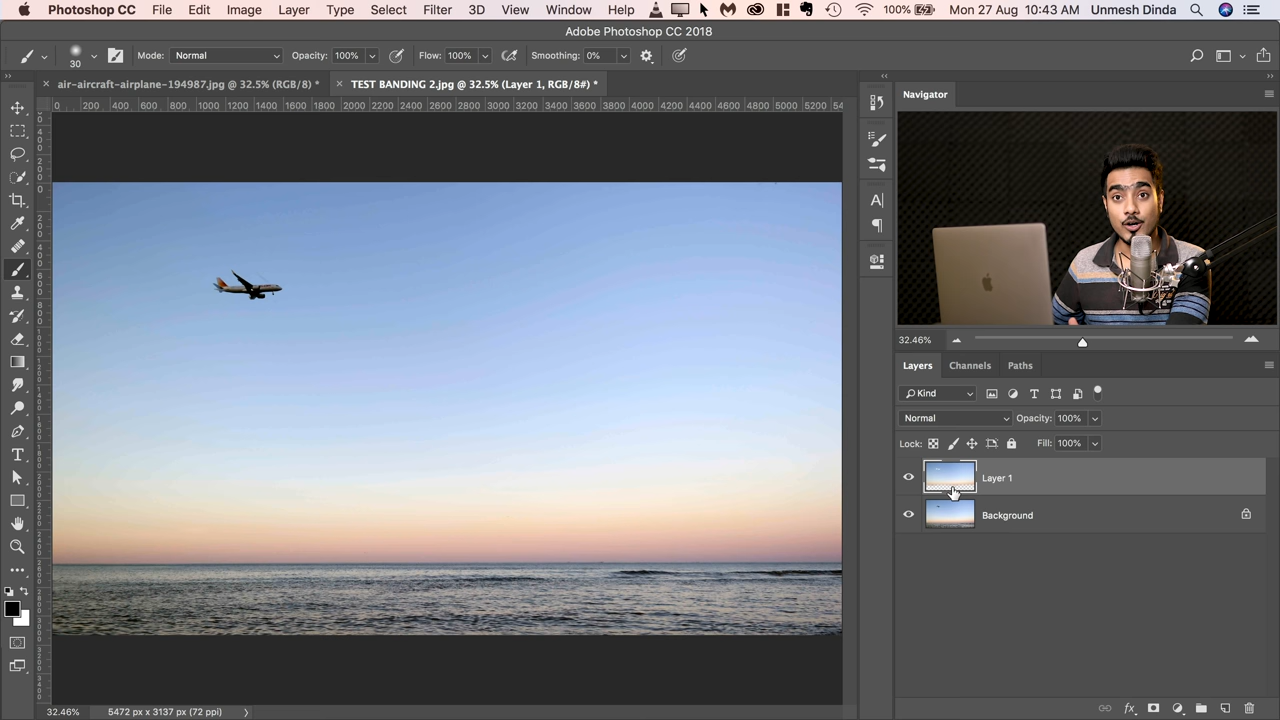 Photoshop CC File Edit Image Layer Type Select Filter 3D View Window Help 100% Mon 27 Aug 10:43 AM Unmesh Dinda
Adobe Photoshop CC 2018
30 Mode: Normal Opacity: 100% Flow: 100% Smoothing: 0%
air-aircraft-airplane-194987.jpg @ 32.5% (RGB/8) * TEST BANDING 2.jpg @ 32.5% (Layer 1, RGB/8#) *
0 200 400 600 800 1000 1200 1400 1600 1800 2000 2200 2400 2600 2800 3000 3200 3400 3600 3800 4000 4200 4400 4600 4800 5000 5200 54
Navigator
32.46%
Layers Channels Paths
Kind
Normal Opacity: 100%
Lock: Fill: 100%
Layer 1
Background
32.46% 5472 px x 3137 px (72 ppi)